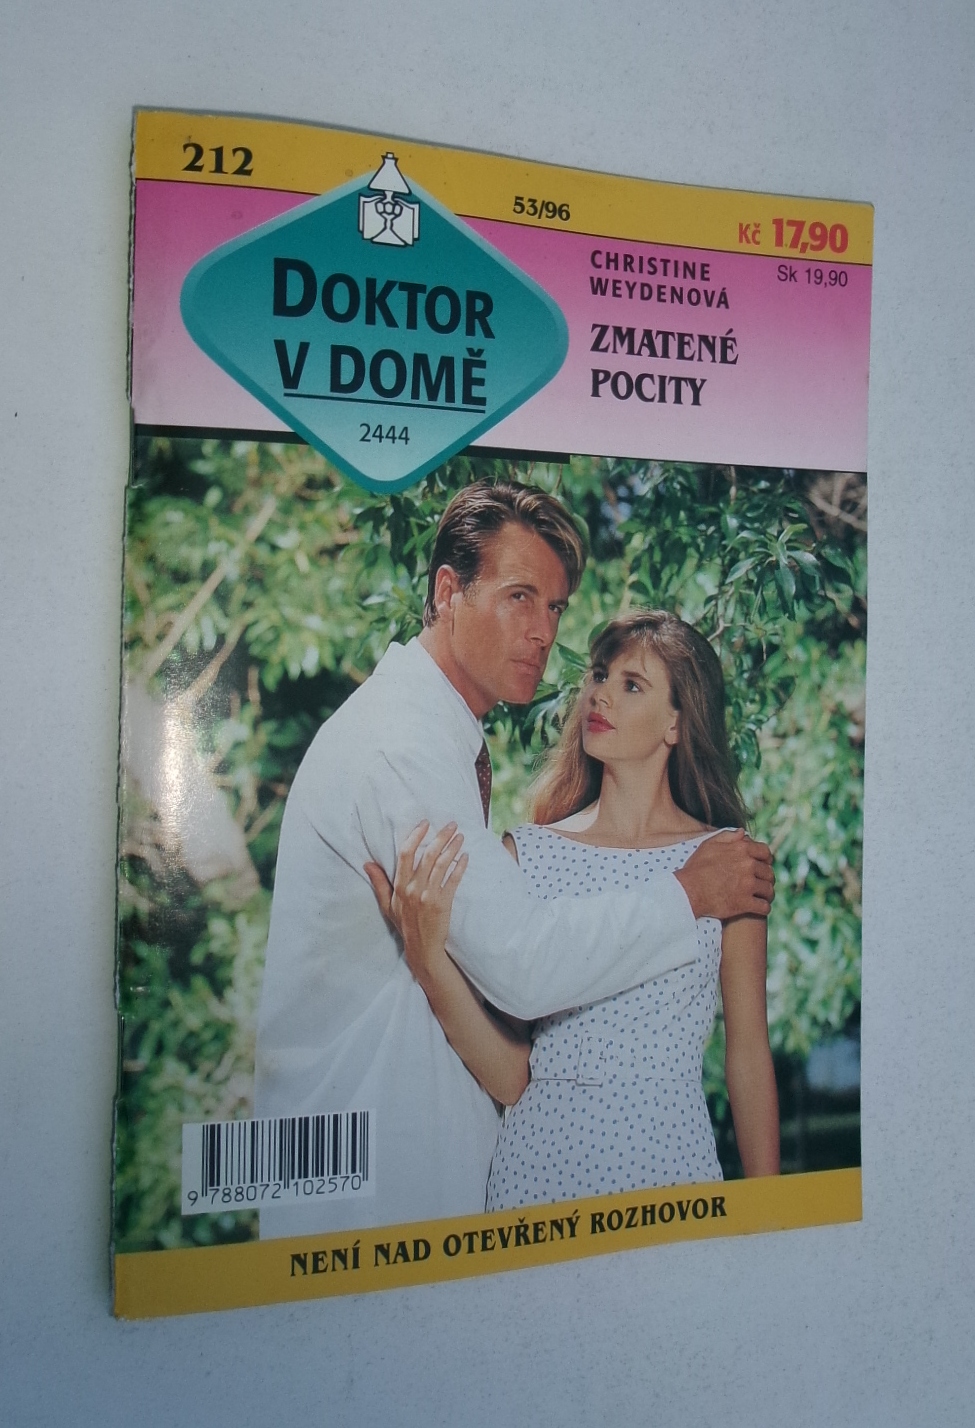 212
53/96
Kč 17,90
Sk 19,90
DOKTOR
V DOMĚ
2444
CHRISTINE
WEYDENOVÁ
ZMATENÉ
POCITY
9 788072 102570
NENÍ NAD OTEVŘENÝ ROZHOVOR